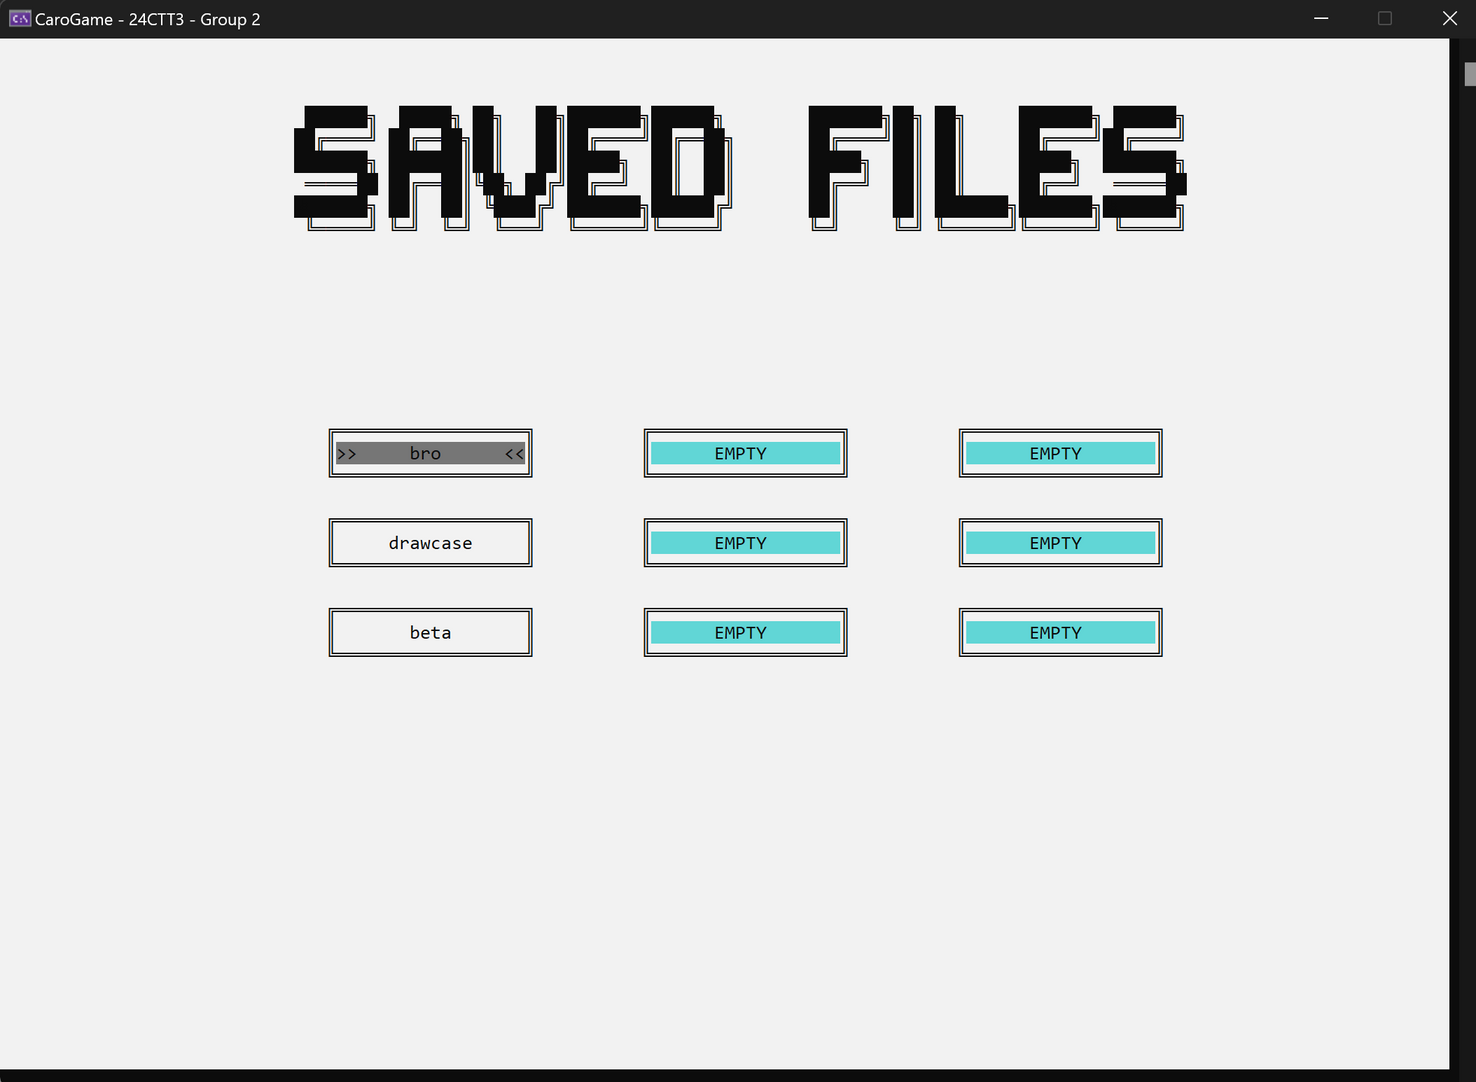 CaroGame - 24CTT3 - Group 2
SAVED FILES
>> bro << EMPTY EMPTY
drawcase EMPTY EMPTY
beta EMPTY EMPTY